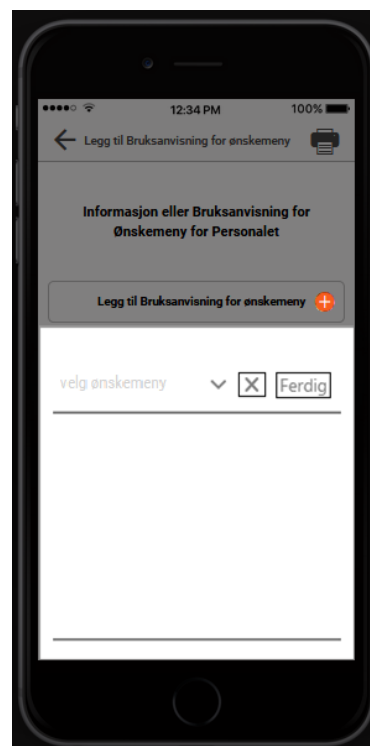 12:34 PM 100%
Legg til Bruksanvisning for ønskemeny
Informasjon eller Bruksanvisning for
Ønskemeny for Personalet
Legg til Bruksanvisning for ønskemeny
velg ønskemeny X Ferdig